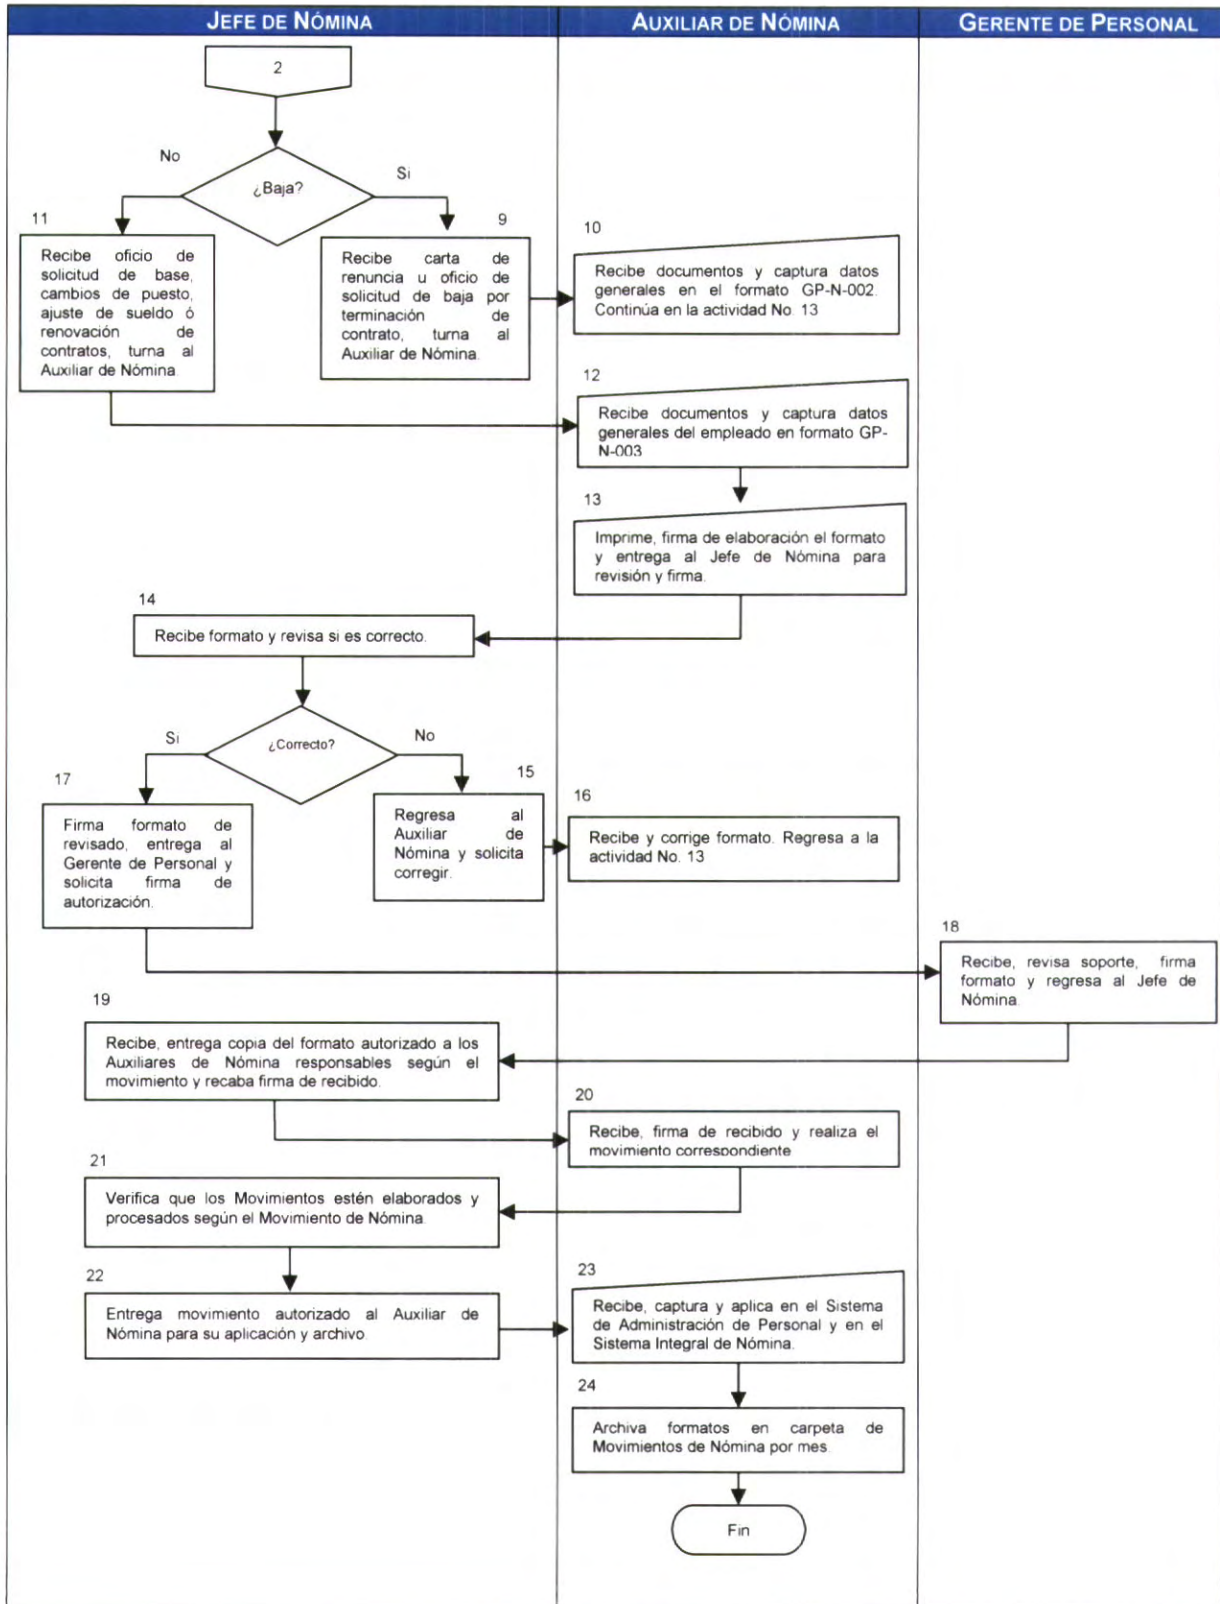 JEFE DE NÓMINA
AUXILIAR DE NÓMINA
GERENTE DE PERSONAL
2
¿Baja?
No
Si
11
Recibe oficio de
solicitud de base,
cambios de puesto,
ajuste de sueldo ó
renovación de
contratos, turna al
Auxiliar de Nómina.
9
Recibe carta de
renuncia u oficio de
solicitud de baja por
terminación de
contrato, turna al
Auxiliar de Nómina.
10
Recibe documentos y captura datos
generales en el formato GP-N-002.
Continúa en la actividad No. 13
12
Recibe documentos y captura datos
generales del empleado en formato GP-
N-003
13
Imprime, firma de elaboración el formato
y entrega al Jefe de Nómina para
revisión y firma.
14
Recibe formato y revisa si es correcto.
¿Correcto?
Si
No
17
Firma formato de
revisado, entrega al
Gerente de Personal y
solicita firma de
autorización.
15
Regresa al
Auxiliar de
Nómina y solicita
corregir.
16
Recibe y corrige formato. Regresa a la
actividad No. 13
18
Recibe, revisa soporte, firma
formato y regresa al Jefe de
Nómina.
19
Recibe, entrega copia del formato autorizado a los
Auxiliares de Nómina responsables según el
movimiento y recaba firma de recibido.
20
Recibe, firma de recibido y realiza el
movimiento correspondiente
21
Verifica que los Movimientos estén elaborados y
procesados según el Movimiento de Nómina.
22
Entrega movimiento autorizado al Auxiliar de
Nómina para su aplicación y archivo
23
Recibe, captura y aplica en el Sistema
de Administración de Personal y en el
Sistema Integral de Nómina.
24
Archiva formatos en carpeta de
Movimientos de Nómina por mes
Fin